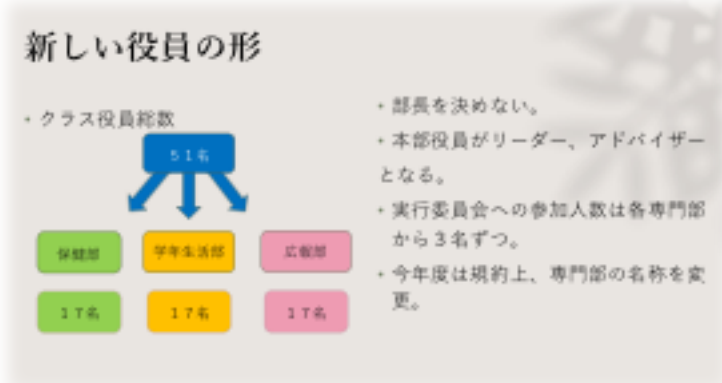 新しい役員の形
・クラス役員総数
51名
保健部
学年生活部
広報部
17名
17名
17名
・部長を決めない。
・本部役員がリーダー、アドバイザー
となる。
・実行委員会への参加人数は各専門部
から3名ずつ。
・今年度は規約上、専門部の名称を変
更。